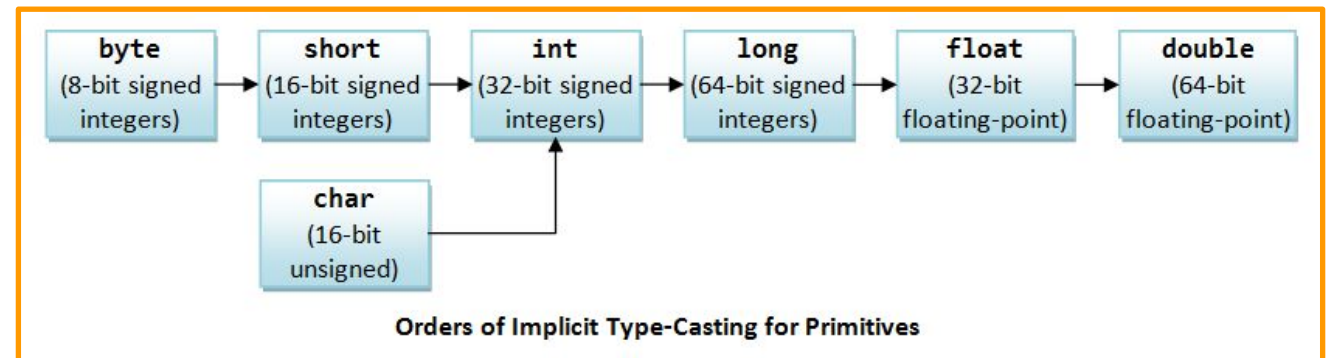 byte
(8-bit signed
integers)
short
(16-bit signed
integers)
int
(32-bit signed
integers)
long
(64-bit signed
integers)
float
(32-bit
floating-point)
double
(64-bit
floating-point)
char
(16-bit
unsigned)
Orders of Implicit Type-Casting for Primitives